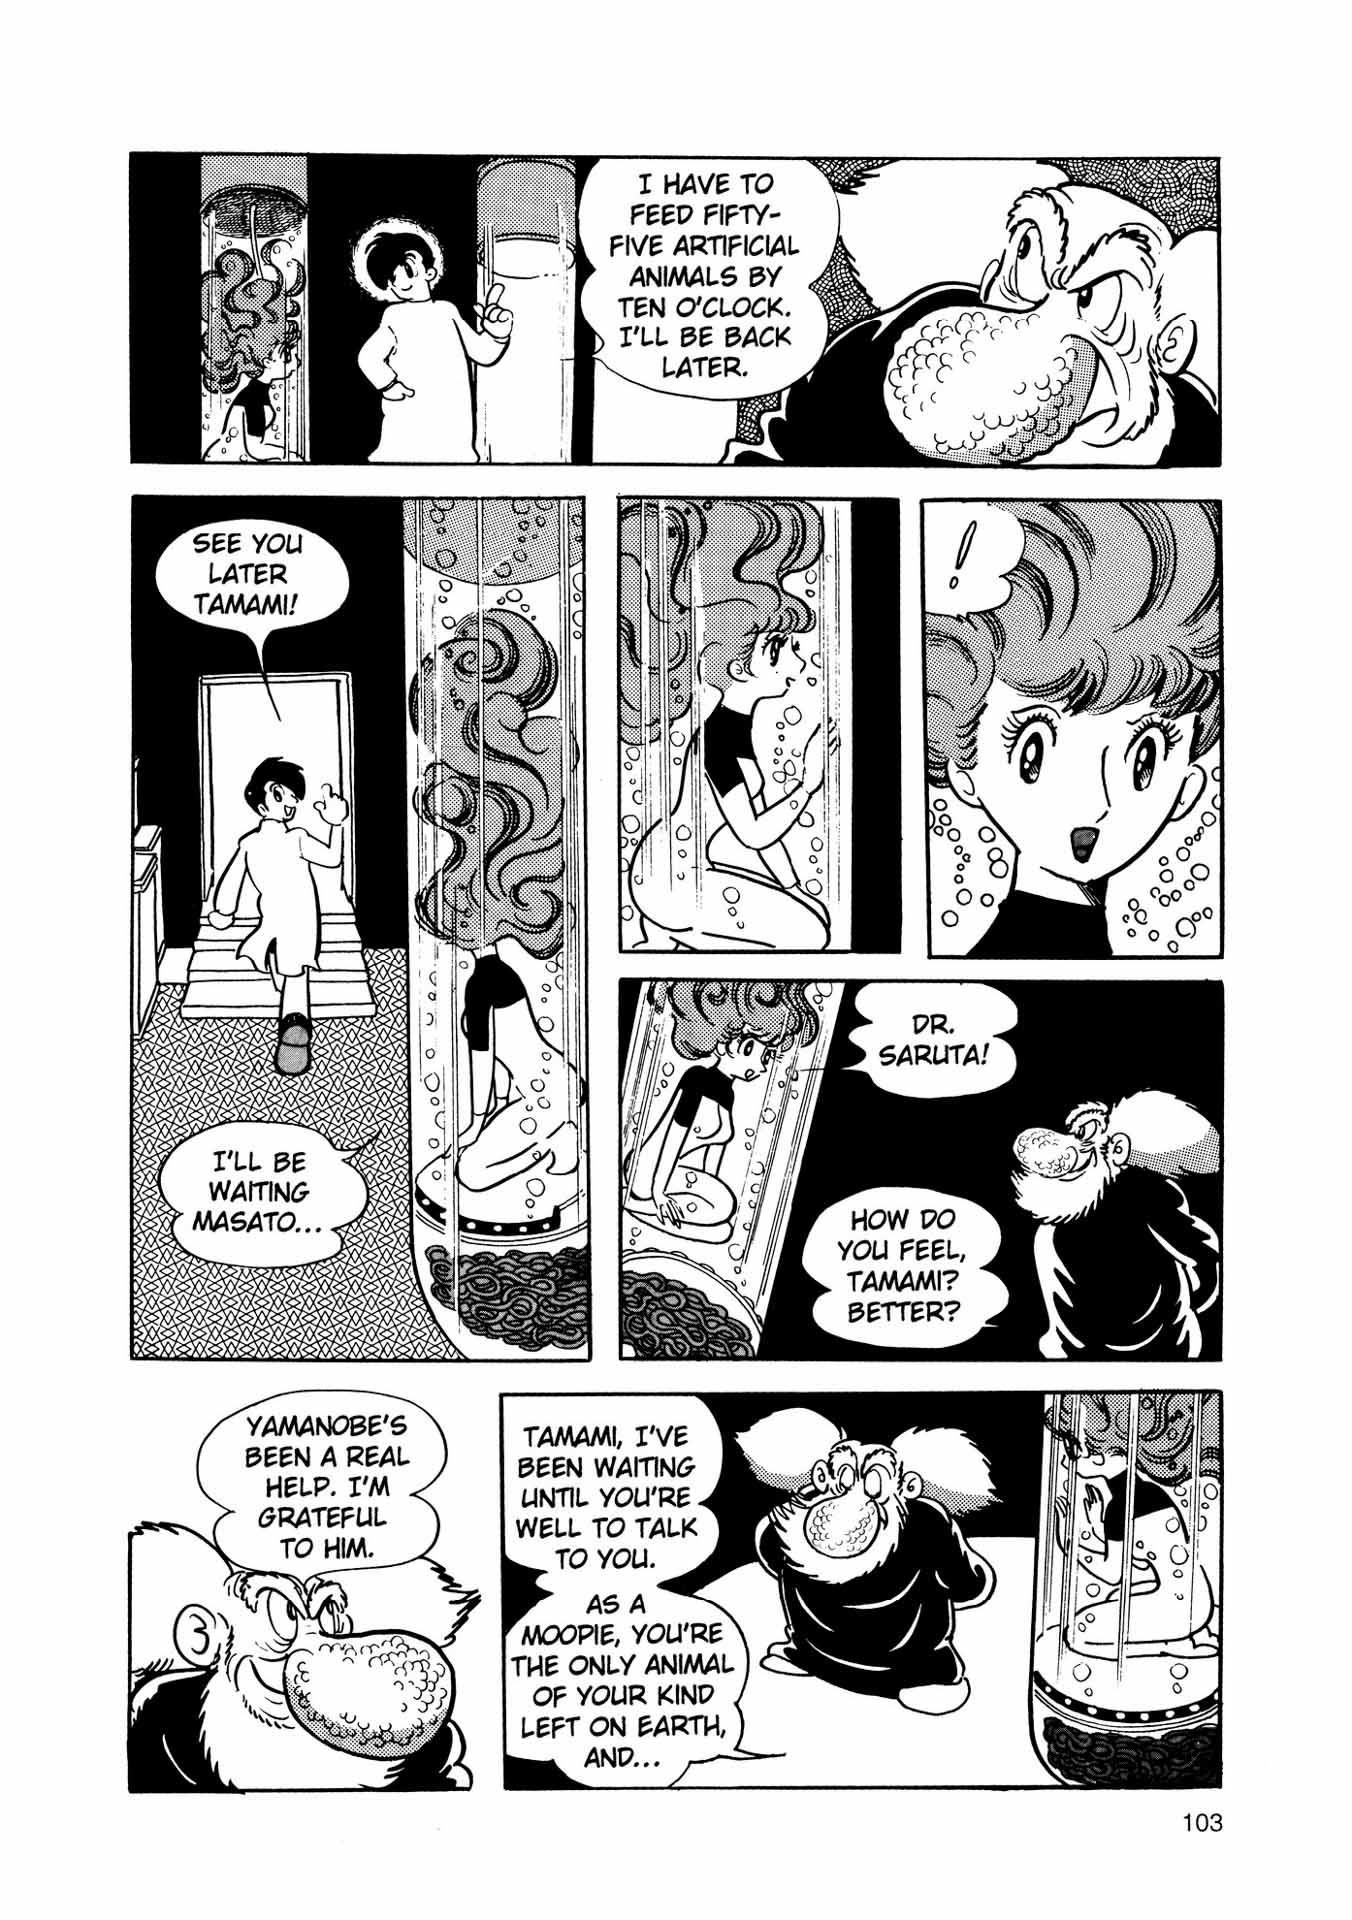 I HAVE TO
FEED FIFTY-
FIVE ARTIFICIAL
ANIMALS BY
TEN O'CLOCK.
I'LL BE BACK
LATER.
SEE YOU
LATER
TAMAMI!
I'LL BE
WAITING
MASATO...
!
DR.
SARUTA!
HOW DO
YOU FEEL,
TAMAMI?
BETTER?
YAMANOBE'S
BEEN A REAL
HELP. I'M
GRATEFUL
TO HIM.
TAMAMI, I'VE
BEEN WAITING
UNTIL YOU'RE
WELL TO TALK
TO YOU.
AS A
MOOPIE, YOU'RE
THE ONLY ANIMAL
OF YOUR KIND
LEFT ON EARTH,
AND...
103